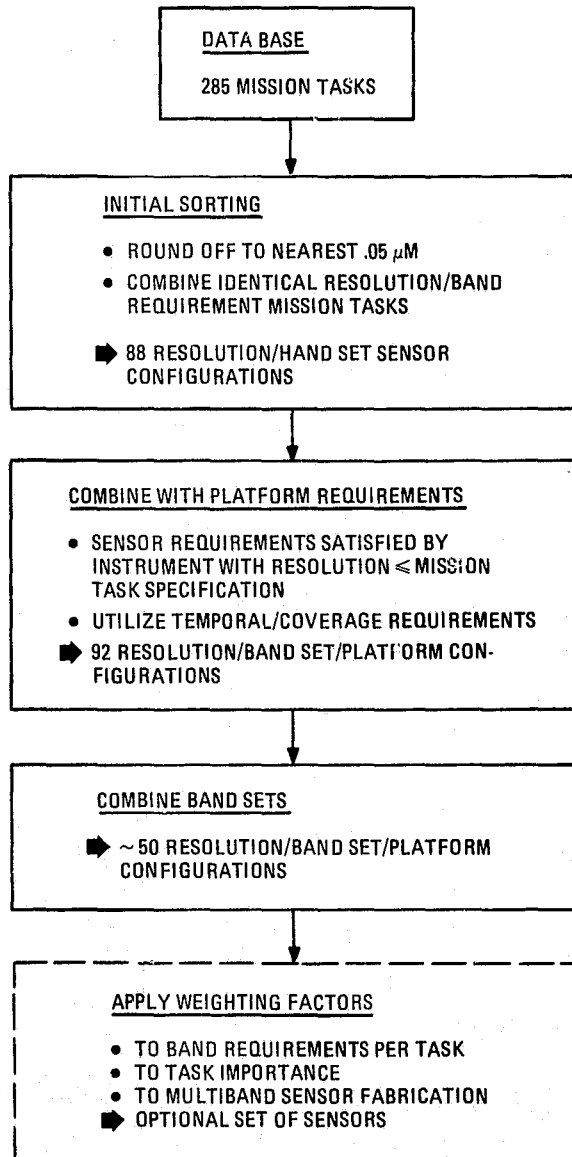 DATA BASE
285 MISSION TASKS
INITIAL SORTING
• ROUND OFF TO NEAREST .05 μM
• COMBINE IDENTICAL RESOLUTION/BAND
REQUIREMENT MISSION TASKS
➡ 88 RESOLUTION/HAND SET SENSOR
CONFIGURATIONS
COMBINE WITH PLATFORM REQUIREMENTS
• SENSOR REQUIREMENTS SATISFIED BY
INSTRUMENT WITH RESOLUTION ⩽ MISSION
TASK SPECIFICATION
• UTILIZE TEMPORAL/COVERAGE REQUIREMENTS
➡ 92 RESOLUTION/BAND SET/PLATFORM CON-
FIGURATIONS
COMBINE BAND SETS
➡ ~50 RESOLUTION/BAND SET/PLATFORM
CONFIGURATIONS
APPLY WEIGHTING FACTORS
• TO BAND REQUIREMENTS PER TASK
• TO TASK IMPORTANCE
• TO MULTIBAND SENSOR FABRICATION
➡ OPTIONAL SET OF SENSORS